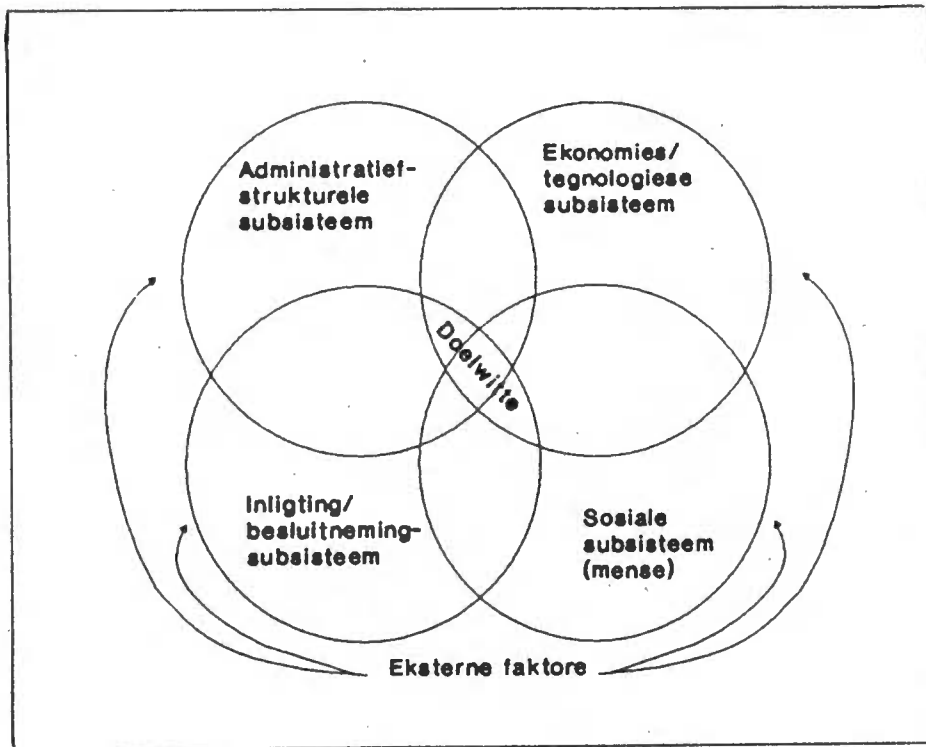 Administratief-
strukturele
subsisteem
Ekonomies/
tegnologiese
subsisteem
Doelwitte
Inligting/
besluitneming-
subsisteem
Sosiale
subsisteem
(mense)
Eksterne faktore